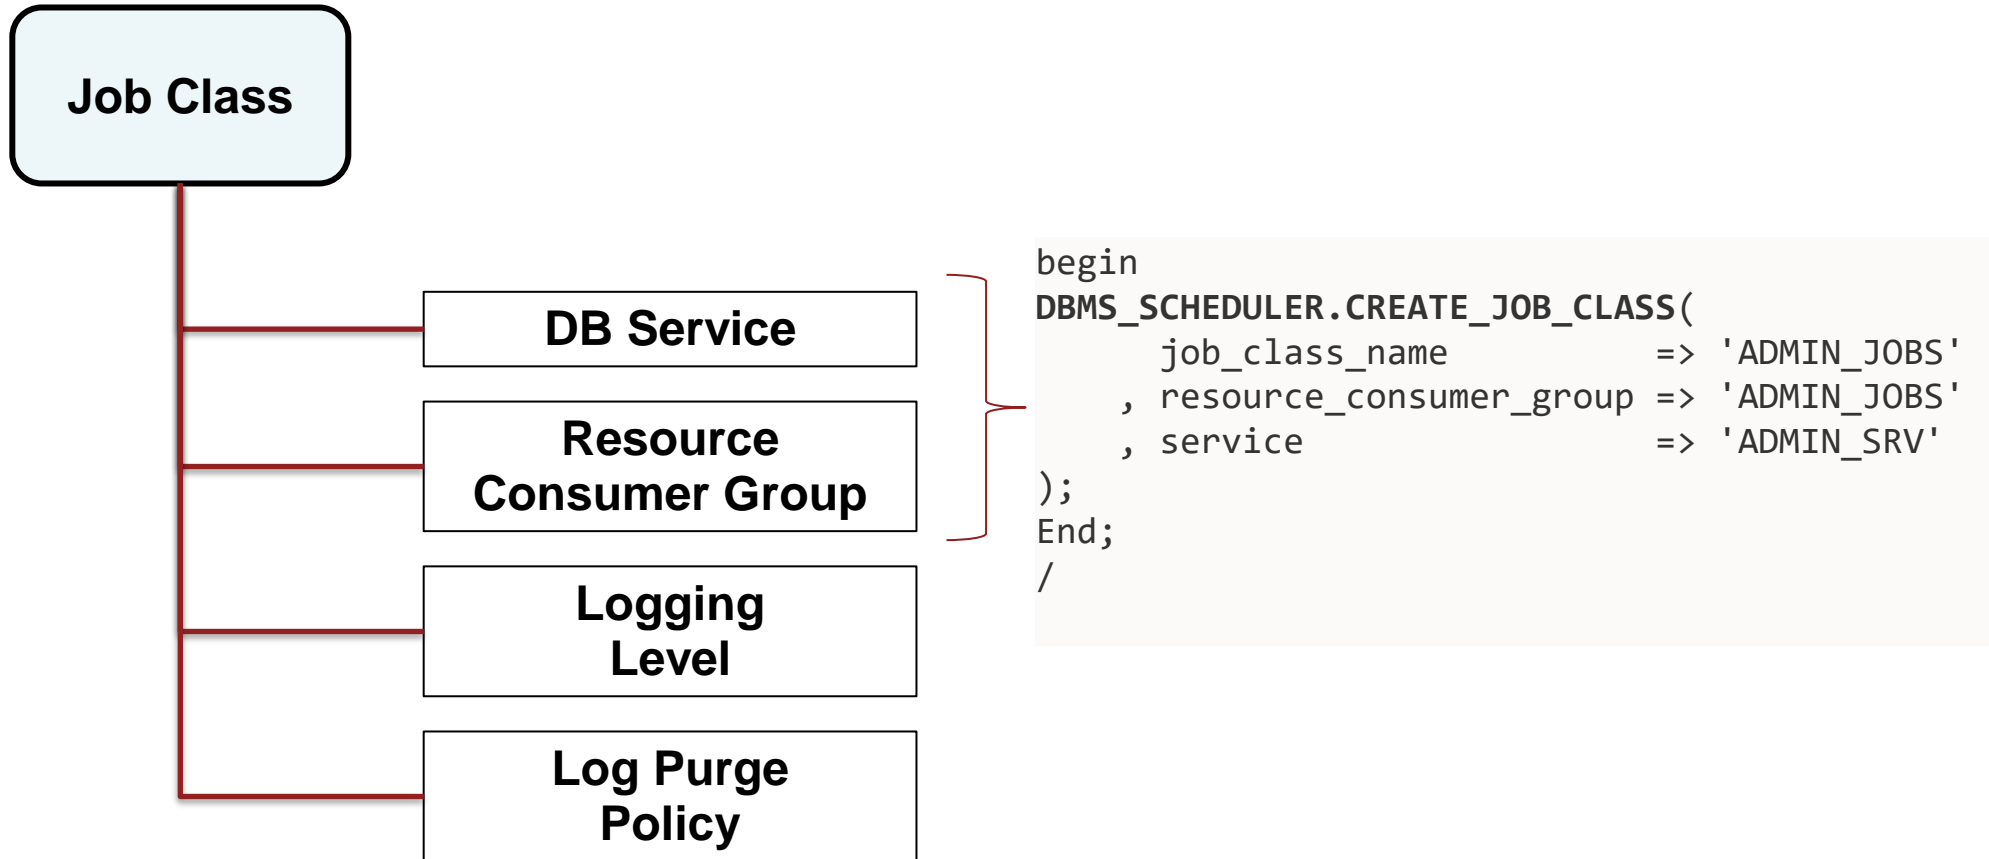 Job Class
DB Service
Resource
Consumer Group
Logging
Level
Log Purge
Policy
begin
DBMS_SCHEDULER.CREATE_JOB_CLASS(
      job_class_name          => 'ADMIN_JOBS'
    , resource_consumer_group => 'ADMIN_JOBS'
    , service                 => 'ADMIN_SRV'
);
End;
/